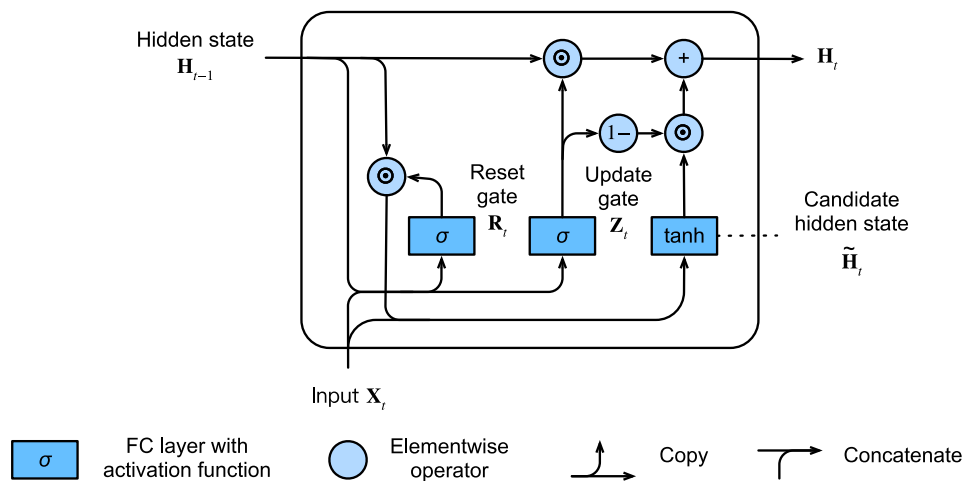 Hidden state
H_{t−1}
+
H_t
1−
Reset
gate
R_t
Update
gate
Z_t
Candidate
hidden state
H̃_t
σ
σ
tanh
Input X_t
σ
FC layer with
activation function
Elementwise
operator
Copy
Concatenate